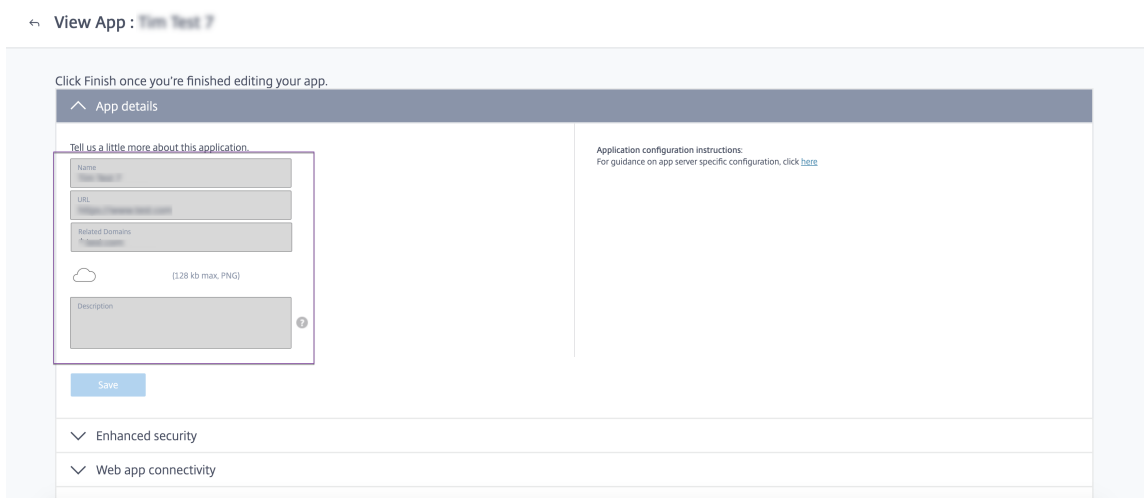 View App :
Click Finish once you're finished editing your app.
App details
Tell us a little more about this application.
Name
URL
Related Domains
(128 kb max, PNG)
Description
?
Save
Application configuration instructions:
For guidance on app server specific configuration, click here
Enhanced security
Web app connectivity